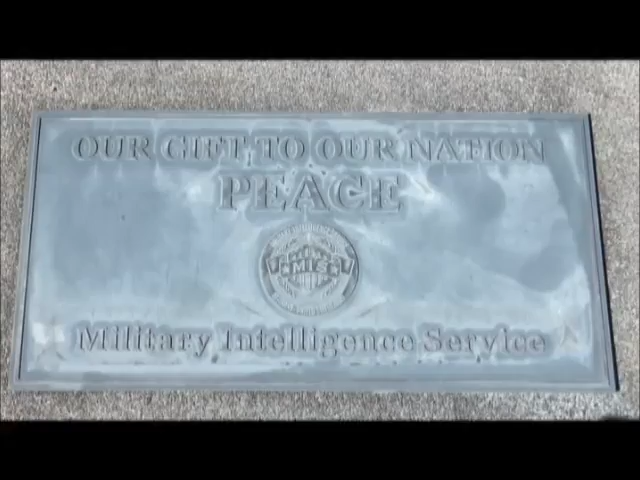 OUR GIFT TO OUR NATION
PEACE
MIS
Military Intelligence Service